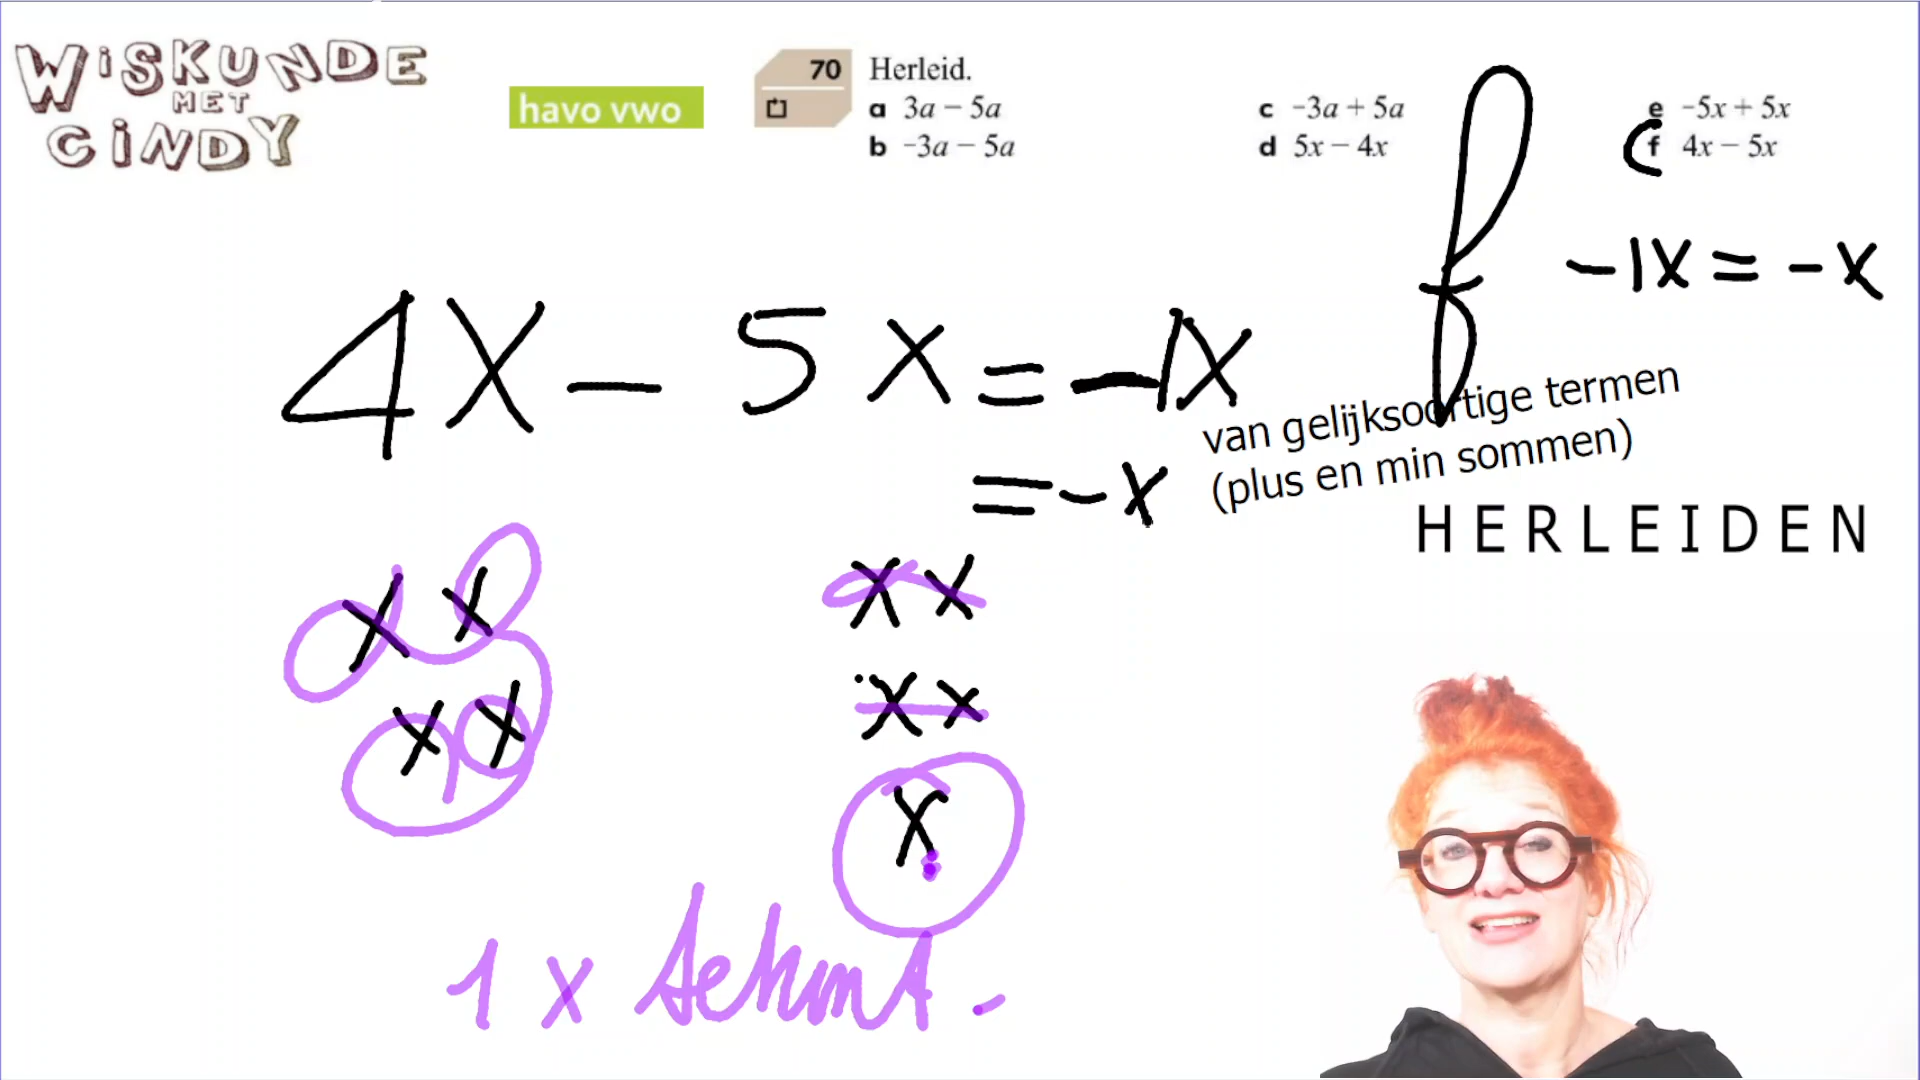 WiSKUNDE
MET
CiNDY
havo vwo
70 Herleid.
a 3a − 5a
b −3a − 5a
c −3a + 5a
d 5x − 4x
e −5x + 5x
f 4x − 5x
f
−1x = −x
4x − 5x = −1x
= −x
van gelijksoortige termen
(plus en min sommen)
HERLEIDEN
x x
x x
x x
x x
x
1 x tekort.